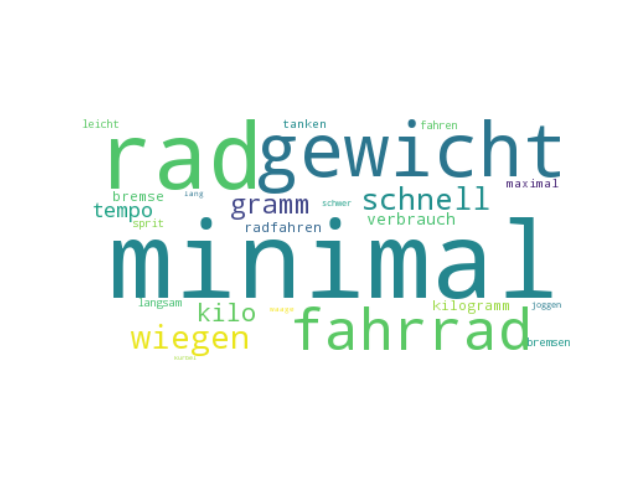 leicht tanken fahren
rad gewicht
maximal
bremse lang gramm schwer schnell
tempo verbrauch
sprit radfahren
minimal
langsam kilo waage kilogramm joggen
wiegen fahrrad bremsen